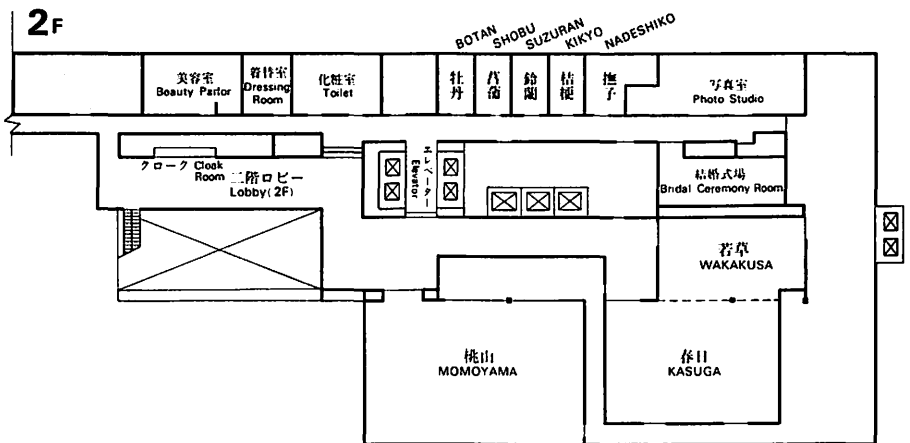 2F
BOTAN
SHOBU
SUZURAN
KIKYO
NADESHIKO
美容室
Beauty Parlor
着替室
Dressing
Room
化粧室
Toilet
牡丹
菖蒲
鈴蘭
桔梗
撫子
写真室
Photo Studio
クローク Cloak
Room
二階ロビー
Lobby(2F)
エレベーター
Elevator
結婚式場
Bridal Ceremony Room
若草
WAKAKUSA
桃山
MOMOYAMA
春日
KASUGA